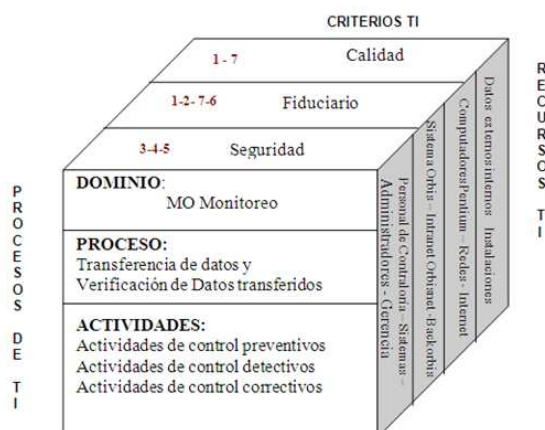 CRITERIOS TI
1 - 7 Calidad
1-2- 7-6 Fiduciario
3-4-5 Seguridad
DOMINIO:
MO Monitoreo
PROCESO:
Transferencia de datos y
Verificación de Datos transferidos
ACTIVIDADES:
Actividades de control preventivos
Actividades de control detectivos
Actividades de control correctivos
Administradores - Gerencia
Personal de Contraloría – Sistemas –
Sistema Orbis – Intranet Orbisnet -Backorbis
Computadores Pentium – Redes - Internet
Datos externos internos Instalaciones
PROCESOS DE TI
RECURSOS TI